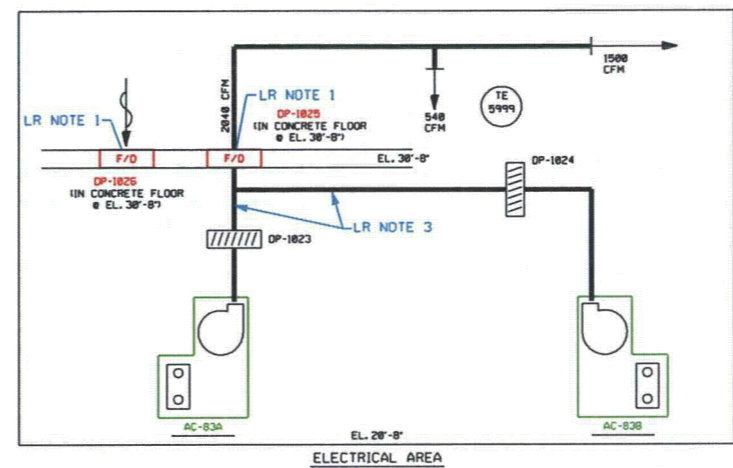 1500
CFM
2040 CFM
540
CFM
TE
5999
LR NOTE 1
LR NOTE 1
DP-1025
(IN CONCRETE FLOOR
@ EL. 30'-8")
F/D
F/D
EL. 30'-8"
DP-1026
(IN CONCRETE FLOOR
@ EL. 30'-8")
DP-1024
LR NOTE 3
DP-1023
AC-83A
AC-83B
EL. 20'-8"
ELECTRICAL AREA